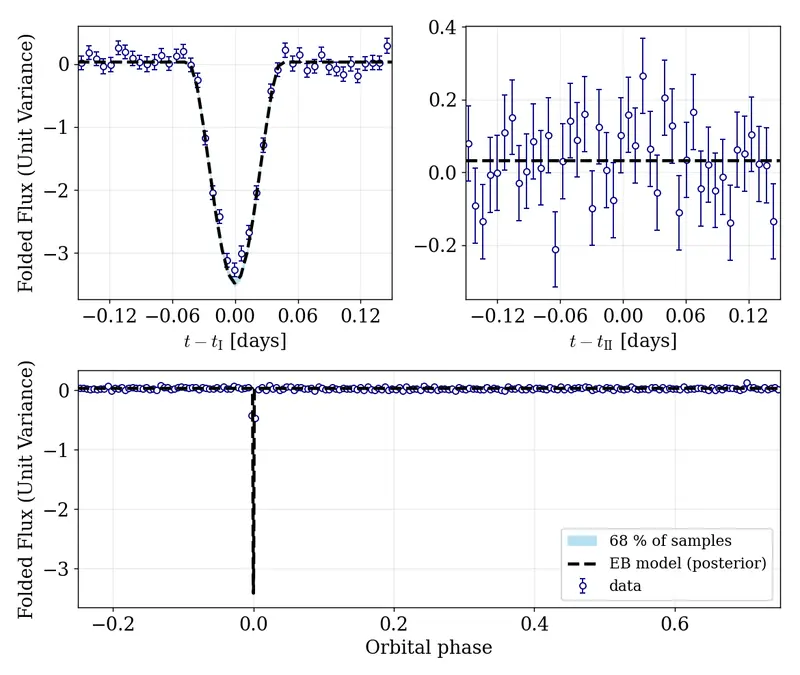 Folded Flux (Unit Variance)
0
−1
−2
−3
−0.12 −0.06 0.00 0.06 0.12
t − t_I [days]
0.4
0.2
0.0
−0.2
−0.12 −0.06 0.00 0.06 0.12
t − t_II [days]
Folded Flux (Unit Variance)
0
−1
−2
−3
68 % of samples
EB model (posterior)
data
−0.2 0.0 0.2 0.4 0.6
Orbital phase